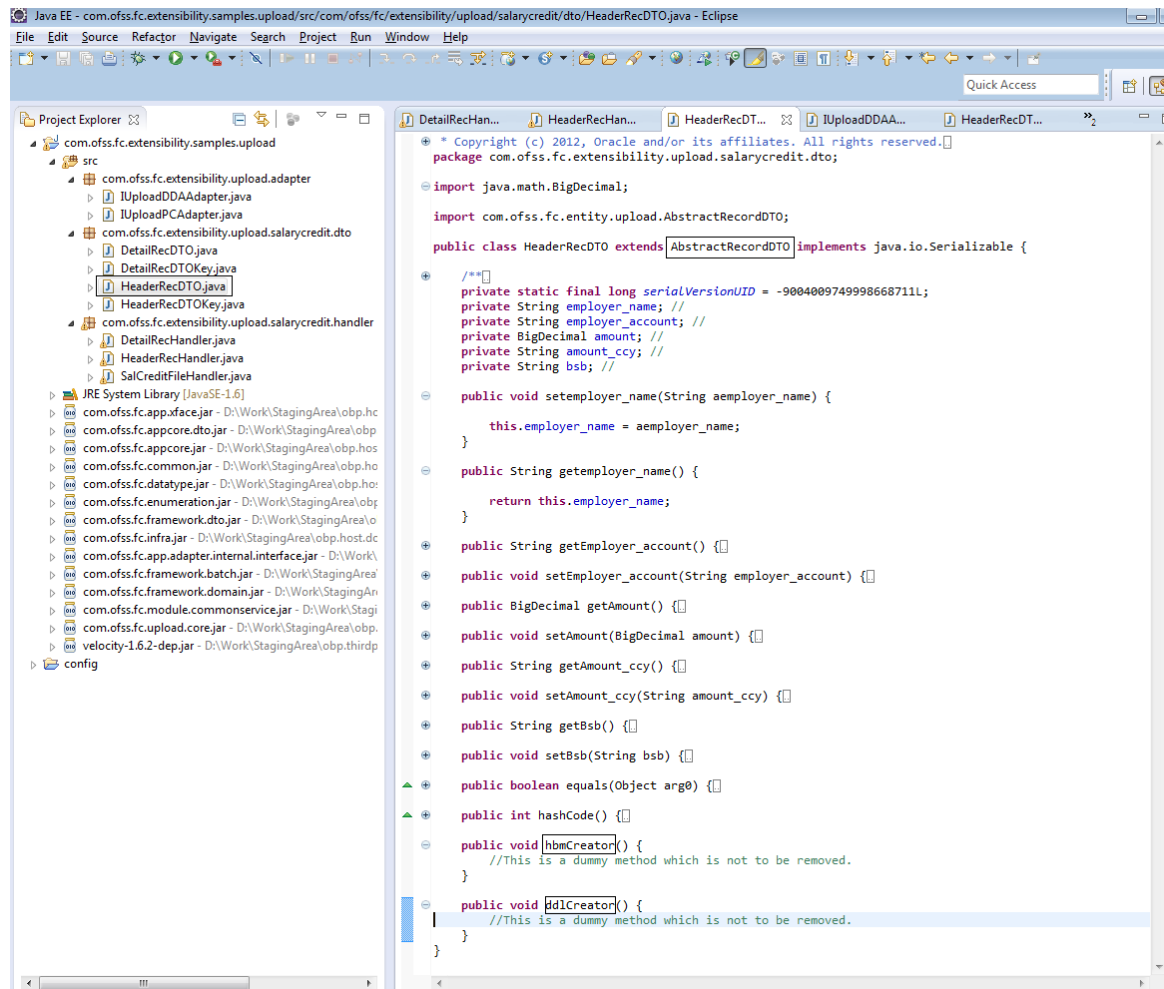 Java EE - com.ofss.fc.extensibility.samples.upload/src/com/ofss/fc/extensibility/upload/salarycredit/dto/HeaderRecDTO.java - Eclipse
File Edit Source Refactor Navigate Search Project Run Window Help
Quick Access
Project Explorer
com.ofss.fc.extensibility.samples.upload
src
com.ofss.fc.extensibility.upload.adapter
IUploadDDAAdapter.java
IUploadPCAdapter.java
com.ofss.fc.extensibility.upload.salarycredit.dto
DetailRecDTO.java
DetailRecDTOKey.java
HeaderRecDTO.java
HeaderRecDTOKey.java
com.ofss.fc.extensibility.upload.salarycredit.handler
DetailRecHandler.java
HeaderRecHandler.java
SalCreditFileHandler.java
JRE System Library [JavaSE-1.6]
com.ofss.fc.app.xface.jar - D:\Work\StagingArea\obp.hc
com.ofss.fc.appcore.dto.jar - D:\Work\StagingArea\obp
com.ofss.fc.appcore.jar - D:\Work\StagingArea\obp.hos
com.ofss.fc.common.jar - D:\Work\StagingArea\obp.ho
com.ofss.fc.datatype.jar - D:\Work\StagingArea\obp.ho:
com.ofss.fc.enumeration.jar - D:\Work\StagingArea\obp
com.ofss.fc.framework.dto.jar - D:\Work\StagingArea\o
com.ofss.fc.infra.jar - D:\Work\StagingArea\obp.host.dc
com.ofss.fc.app.adapter.internal.interface.jar - D:\Work\
com.ofss.fc.framework.batch.jar - D:\Work\StagingArea'
com.ofss.fc.framework.domain.jar - D:\Work\StagingAr
com.ofss.fc.module.commonservice.jar - D:\Work\Stagi
com.ofss.fc.upload.core.jar - D:\Work\StagingArea\obp.
velocity-1.6.2-dep.jar - D:\Work\StagingArea\obp.thirdp
config
DetailRecHan... HeaderRecHan... HeaderRecDT... IUploadDDAA... HeaderRecDT... »2
* Copyright (c) 2012, Oracle and/or its affiliates. All rights reserved.
package com.ofss.fc.extensibility.upload.salarycredit.dto;
import java.math.BigDecimal;
import com.ofss.fc.entity.upload.AbstractRecordDTO;
public class HeaderRecDTO extends AbstractRecordDTO implements java.io.Serializable {
/**
private static final long serialVersionUID = -9004009749998668711L;
private String employer_name; //
private String employer_account; //
private BigDecimal amount; //
private String amount_ccy; //
private String bsb; //
public void setemployer_name(String aemployer_name) {
this.employer_name = aemployer_name;
}
public String getemployer_name() {
return this.employer_name;
}
public String getEmployer_account() {
public void setEmployer_account(String employer_account) {
public BigDecimal getAmount() {
public void setAmount(BigDecimal amount) {
public String getAmount_ccy() {
public void setAmount_ccy(String amount_ccy) {
public String getBsb() {
public void setBsb(String bsb) {
public boolean equals(Object arg0) {
public int hashCode() {
public void hbmCreator() {
//This is a dummy method which is not to be removed.
}
public void ddlCreator() {
//This is a dummy method which is not to be removed.
}
}